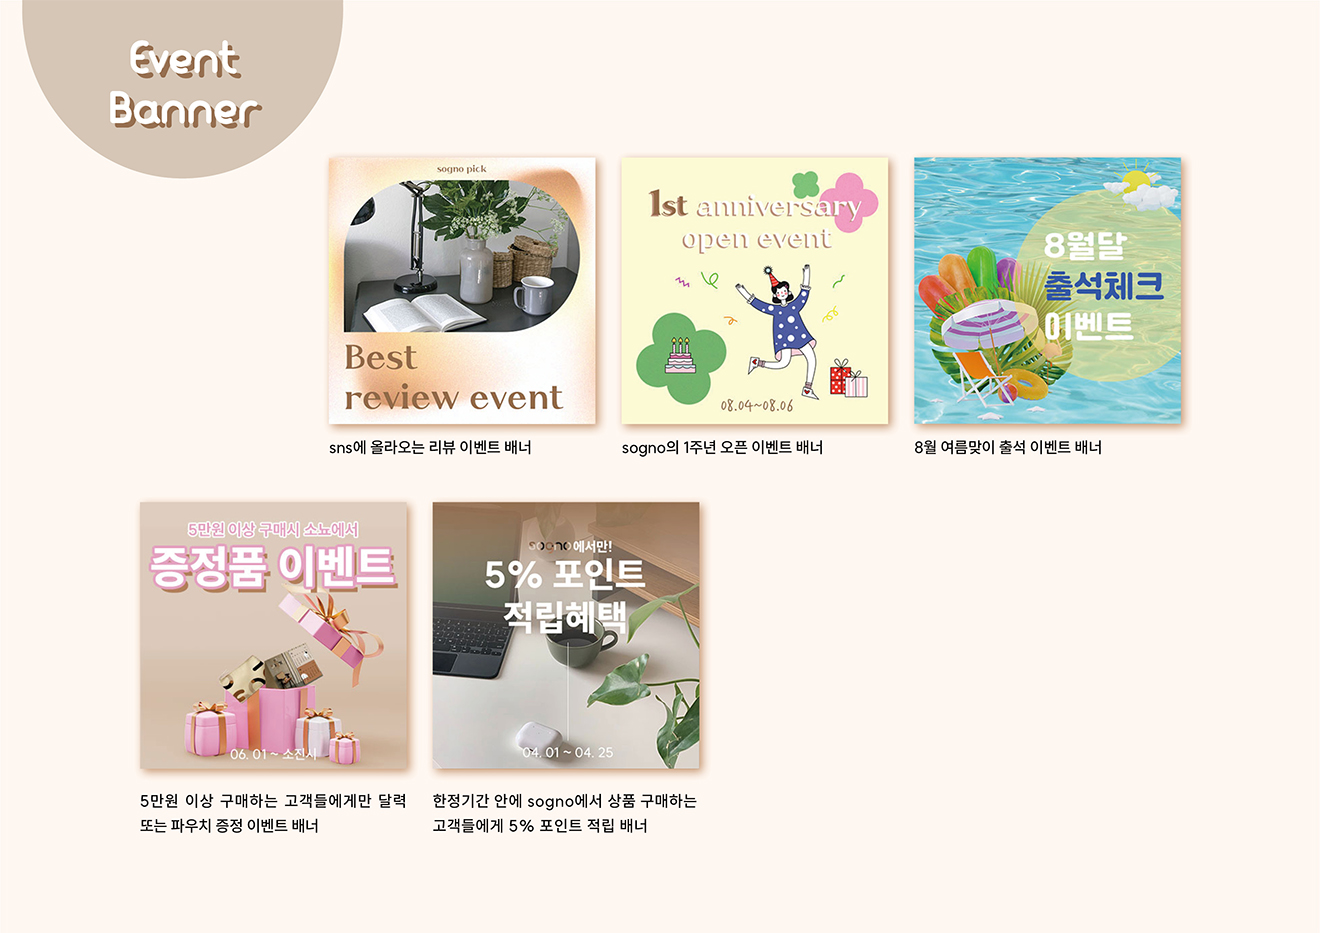 Event
Banner
sogno pick
Best
review event
sns에 올라오는 리뷰 이벤트 배너
1st anniversary
open event
08.04~08.06
sogno의 1주년 오픈 이벤트 배너
8월달
출석체크
이벤트
8월 여름맞이 출석 이벤트 배너
5만원 이상 구매시 소뇨에서
증정품 이벤트
06. 01 ~ 소진시
5만원 이상 구매하는 고객들에게만 달력
또는 파우치 증정 이벤트 배너
sogno에서만!
5% 포인트
적립혜택
04. 01 ~ 04. 25
한정기간 안에 sogno에서 상품 구매하는
고객들에게 5% 포인트 적립 배너